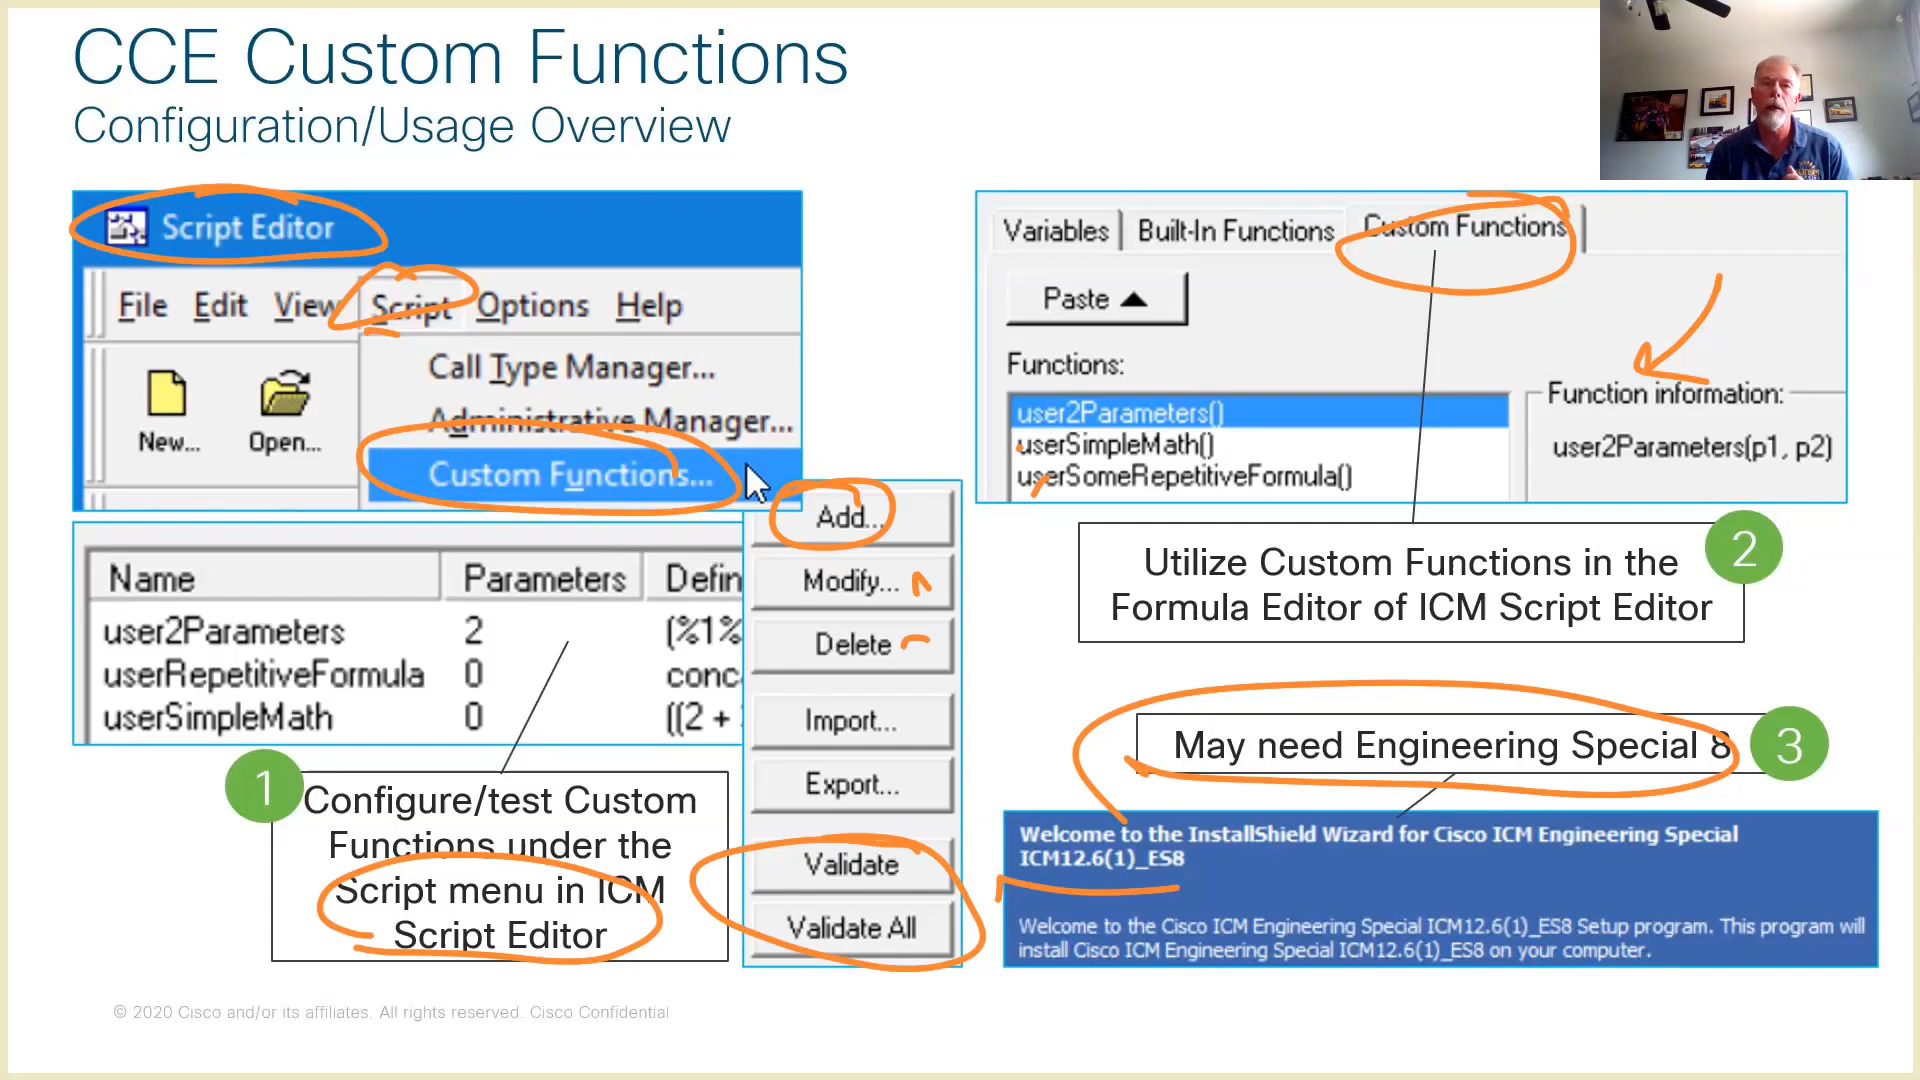 CCE Custom Functions
Configuration/Usage Overview
Script Editor
File Edit View Script Options Help
New... Open...
Call Type Manager...
Administrative Manager...
Custom Functions...
Name Parameters Defin
user2Parameters 2 (%1%
userRepetitiveFormula 0 conc
userSimpleMath 0 ((2 +
Add...
Modify...
Delete
Import...
Export...
Validate
Validate All
1
Configure/test Custom
Functions under the
Script menu in ICM
Script Editor
Variables Built-In Functions Custom Functions
Paste
Functions:
user2Parameters()
userSimpleMath()
userSomeRepetitiveFormula()
Function information:
user2Parameters(p1, p2)
2
Utilize Custom Functions in the
Formula Editor of ICM Script Editor
May need Engineering Special 8
3
Welcome to the InstallShield Wizard for Cisco ICM Engineering Special
ICM12.6(1)_ES8
Welcome to the Cisco ICM Engineering Special ICM12.6(1)_ES8 Setup program. This program will
install Cisco ICM Engineering Special ICM12.6(1)_ES8 on your computer.
© 2020 Cisco and/or its affiliates. All rights reserved. Cisco Confidential